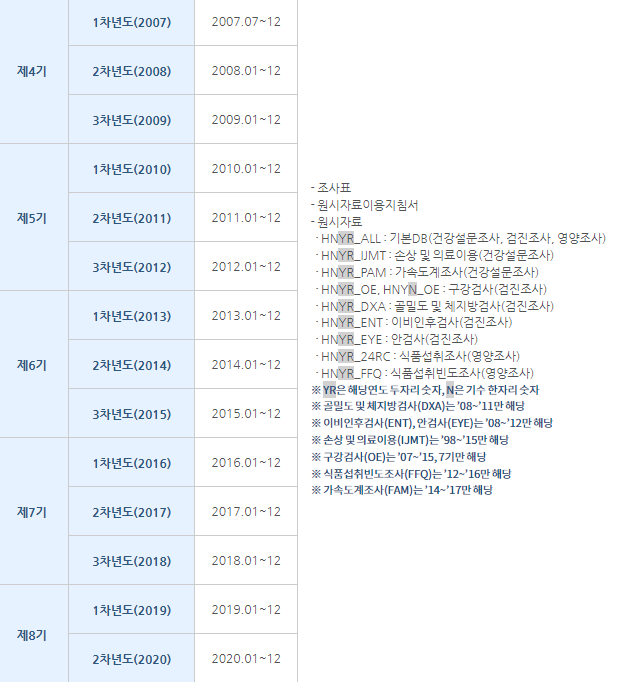 제4기
1차년도(2007) 2007.07~12
2차년도(2008) 2008.01~12
3차년도(2009) 2009.01~12
제5기
1차년도(2010) 2010.01~12
2차년도(2011) 2011.01~12
3차년도(2012) 2012.01~12
제6기
1차년도(2013) 2013.01~12
2차년도(2014) 2014.01~12
3차년도(2015) 2015.01~12
제7기
1차년도(2016) 2016.01~12
2차년도(2017) 2017.01~12
3차년도(2018) 2018.01~12
제8기
1차년도(2019) 2019.01~12
2차년도(2020) 2020.01~12
- 조사표
- 원시자료이용지침서
- 원시자료
· HNYR_ALL : 기본DB(건강설문조사, 검진조사, 영양조사)
· HNYR_IJMT : 손상 및 의료이용(건강설문조사)
· HNYR_PAM : 가속도계조사(건강설문조사)
· HNYR_OE, HNYN_OE : 구강검사(검진조사)
· HNYR_DXA : 골밀도 및 체지방검사(검진조사)
· HNYR_ENT : 이비인후검사(검진조사)
· HNYR_EYE : 안검사(검진조사)
· HNYR_24RC : 식품섭취조사(영양조사)
· HNYR_FFQ : 식품섭취빈도조사(영양조사)
※ YR은 해당연도 두자리 숫자, N은 기수 한자리 숫자
※ 골밀도 및 체지방검사(DXA)는 ’08~’11만 해당
※ 이비인후검사(ENT), 안검사(EYE)는 ’08~’12만 해당
※ 손상 및 의료이용(IJMT)는 ’98~’15만 해당
※ 구강검사(OE)는 ’07~’15, 7기만 해당
※ 식품섭취빈도조사(FFQ)는 ’12~’16만 해당
※ 가속도계조사(FAM)는 ’14~’17만 해당